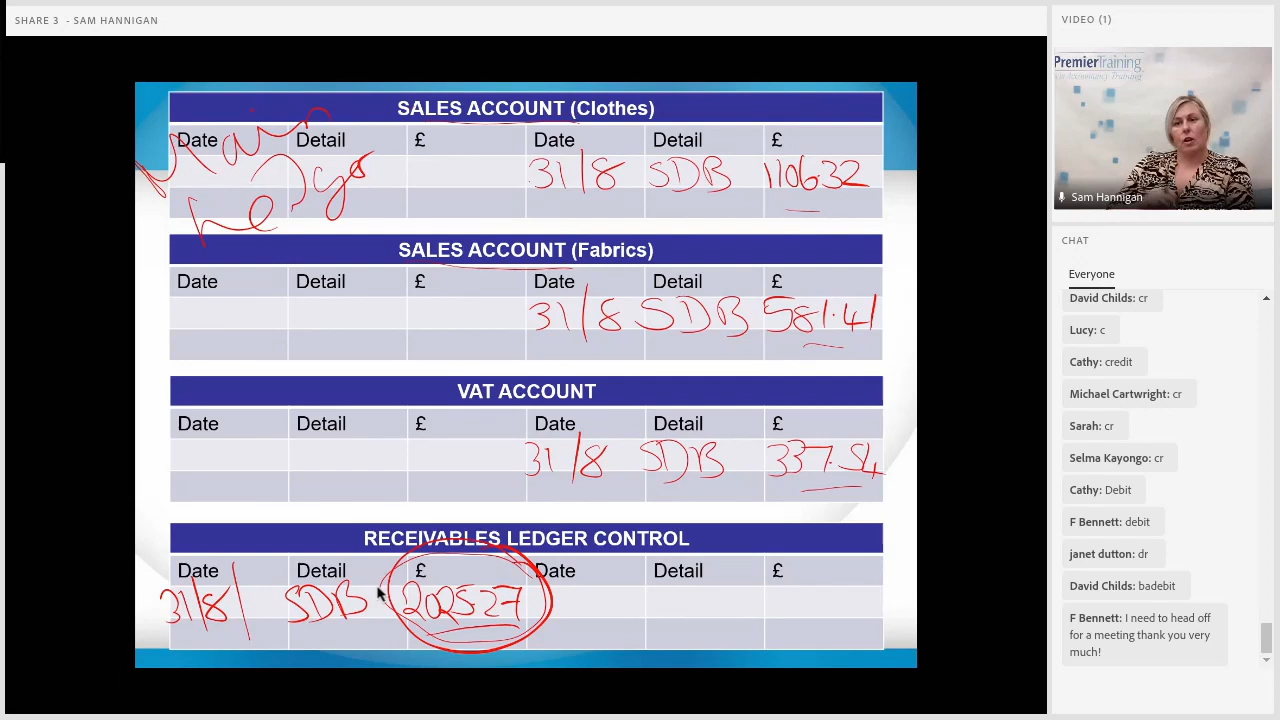 SHARE 3 - SAM HANNIGAN
SALES ACCOUNT (Clothes)
Date Detail £ Date Detail £
31/8 SDB 1106.32
Main
ledger
SALES ACCOUNT (Fabrics)
Date Detail £ Date Detail £
31/8 SDB 581.41
VAT ACCOUNT
Date Detail £ Date Detail £
31/8 SDB 337.54
RECEIVABLES LEDGER CONTROL
Date Detail £ Date Detail £
31/8 SDB 2025.27
VIDEO (1)
PremierTraining
Sam Hannigan
CHAT
Everyone
David Childs: cr
Lucy: c
Cathy: credit
Michael Cartwright: cr
Sarah: cr
Selma Kayongo: cr
Cathy: Debit
F Bennett: debit
janet dutton: dr
David Childs: badebit
F Bennett: I need to head off
for a meeting thank you very
much!